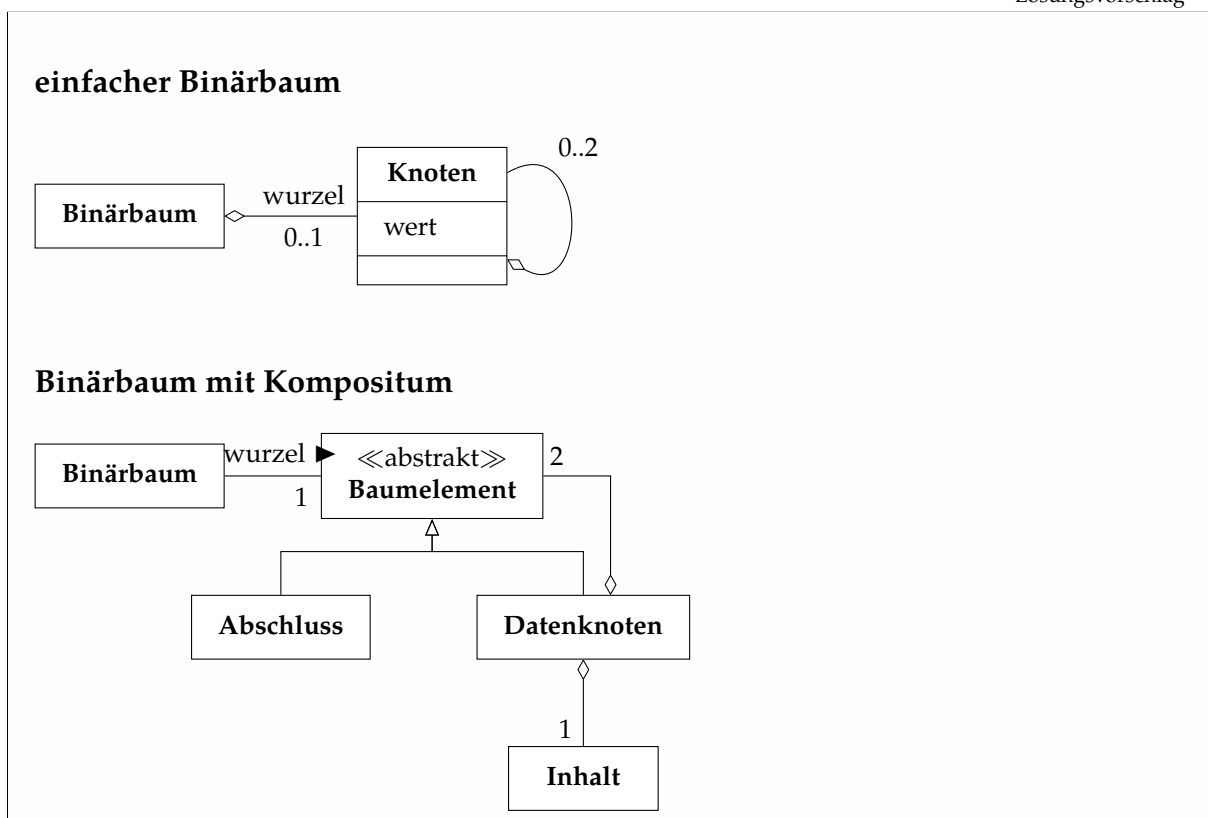 Lösungsvorschlag
einfacher Binärbaum
0..2
Knoten
wurzel
Binärbaum
wert
0..1
Binärbaum mit Kompositum
wurzel ▶
≪abstrakt≫
2
Binärbaum
Baumelement
1
Abschluss
Datenknoten
1
Inhalt